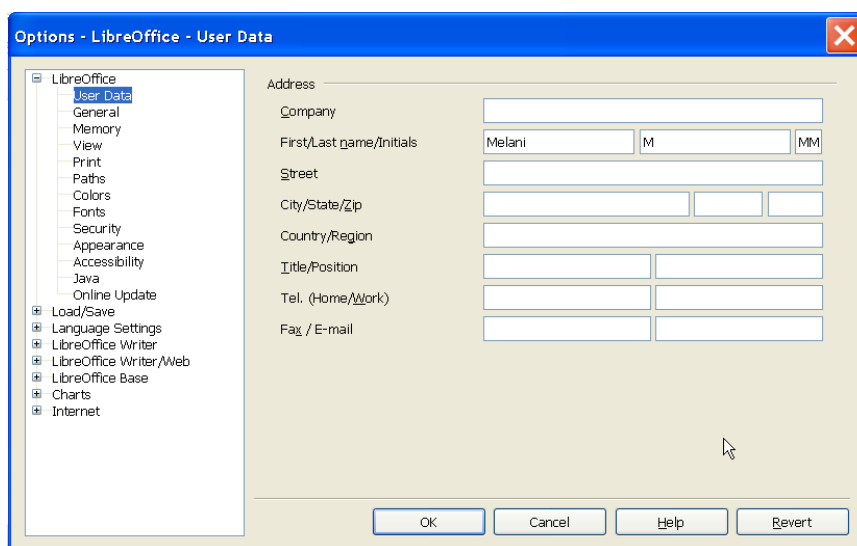 Options - LibreOffice - User Data
LibreOffice
User Data
General
Memory
View
Print
Paths
Colors
Fonts
Security
Appearance
Accessibility
Java
Online Update
Load/Save
Language Settings
LibreOffice Writer
LibreOffice Writer/Web
LibreOffice Base
Charts
Internet
Address
Company
First/Last name/Initials Melani M MM
Street
City/State/Zip
Country/Region
Title/Position
Tel. (Home/Work)
Fax / E-mail
OK Cancel Help Revert